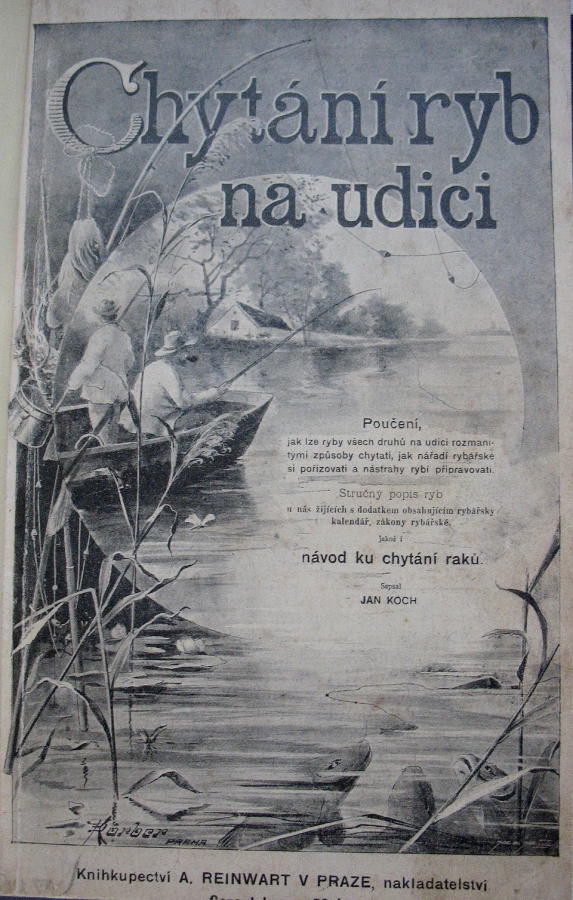 Chytání ryb
na udici
Poučení,
jak lze ryby všech druhů na udici rozmani-
tými způsoby chytati, jak nářadí rybářské
si pořizovati a nástrahy rybí připravovati.
Stručný popis ryb
u nás žijících s dodatkem obsahujícím rybářský
kalendář, zákony rybářské,
jakož i
návod ku chytání raků.
Sepsal
JAN KOCH
Körber
PRAHA
Knihkupectví A. REINWART V PRAZE, nakladatelství